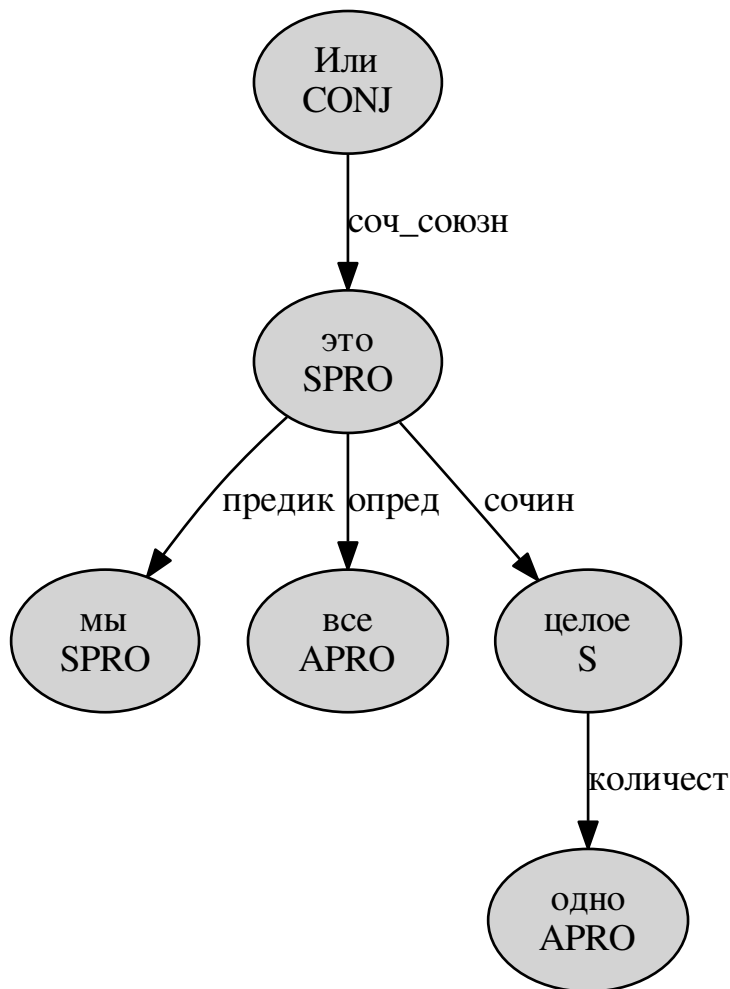 Или
CONJ
соч_союзн
это
SPRO
предик
опред
сочин
мы
SPRO
все
APRO
целое
S
количест
одно
APRO